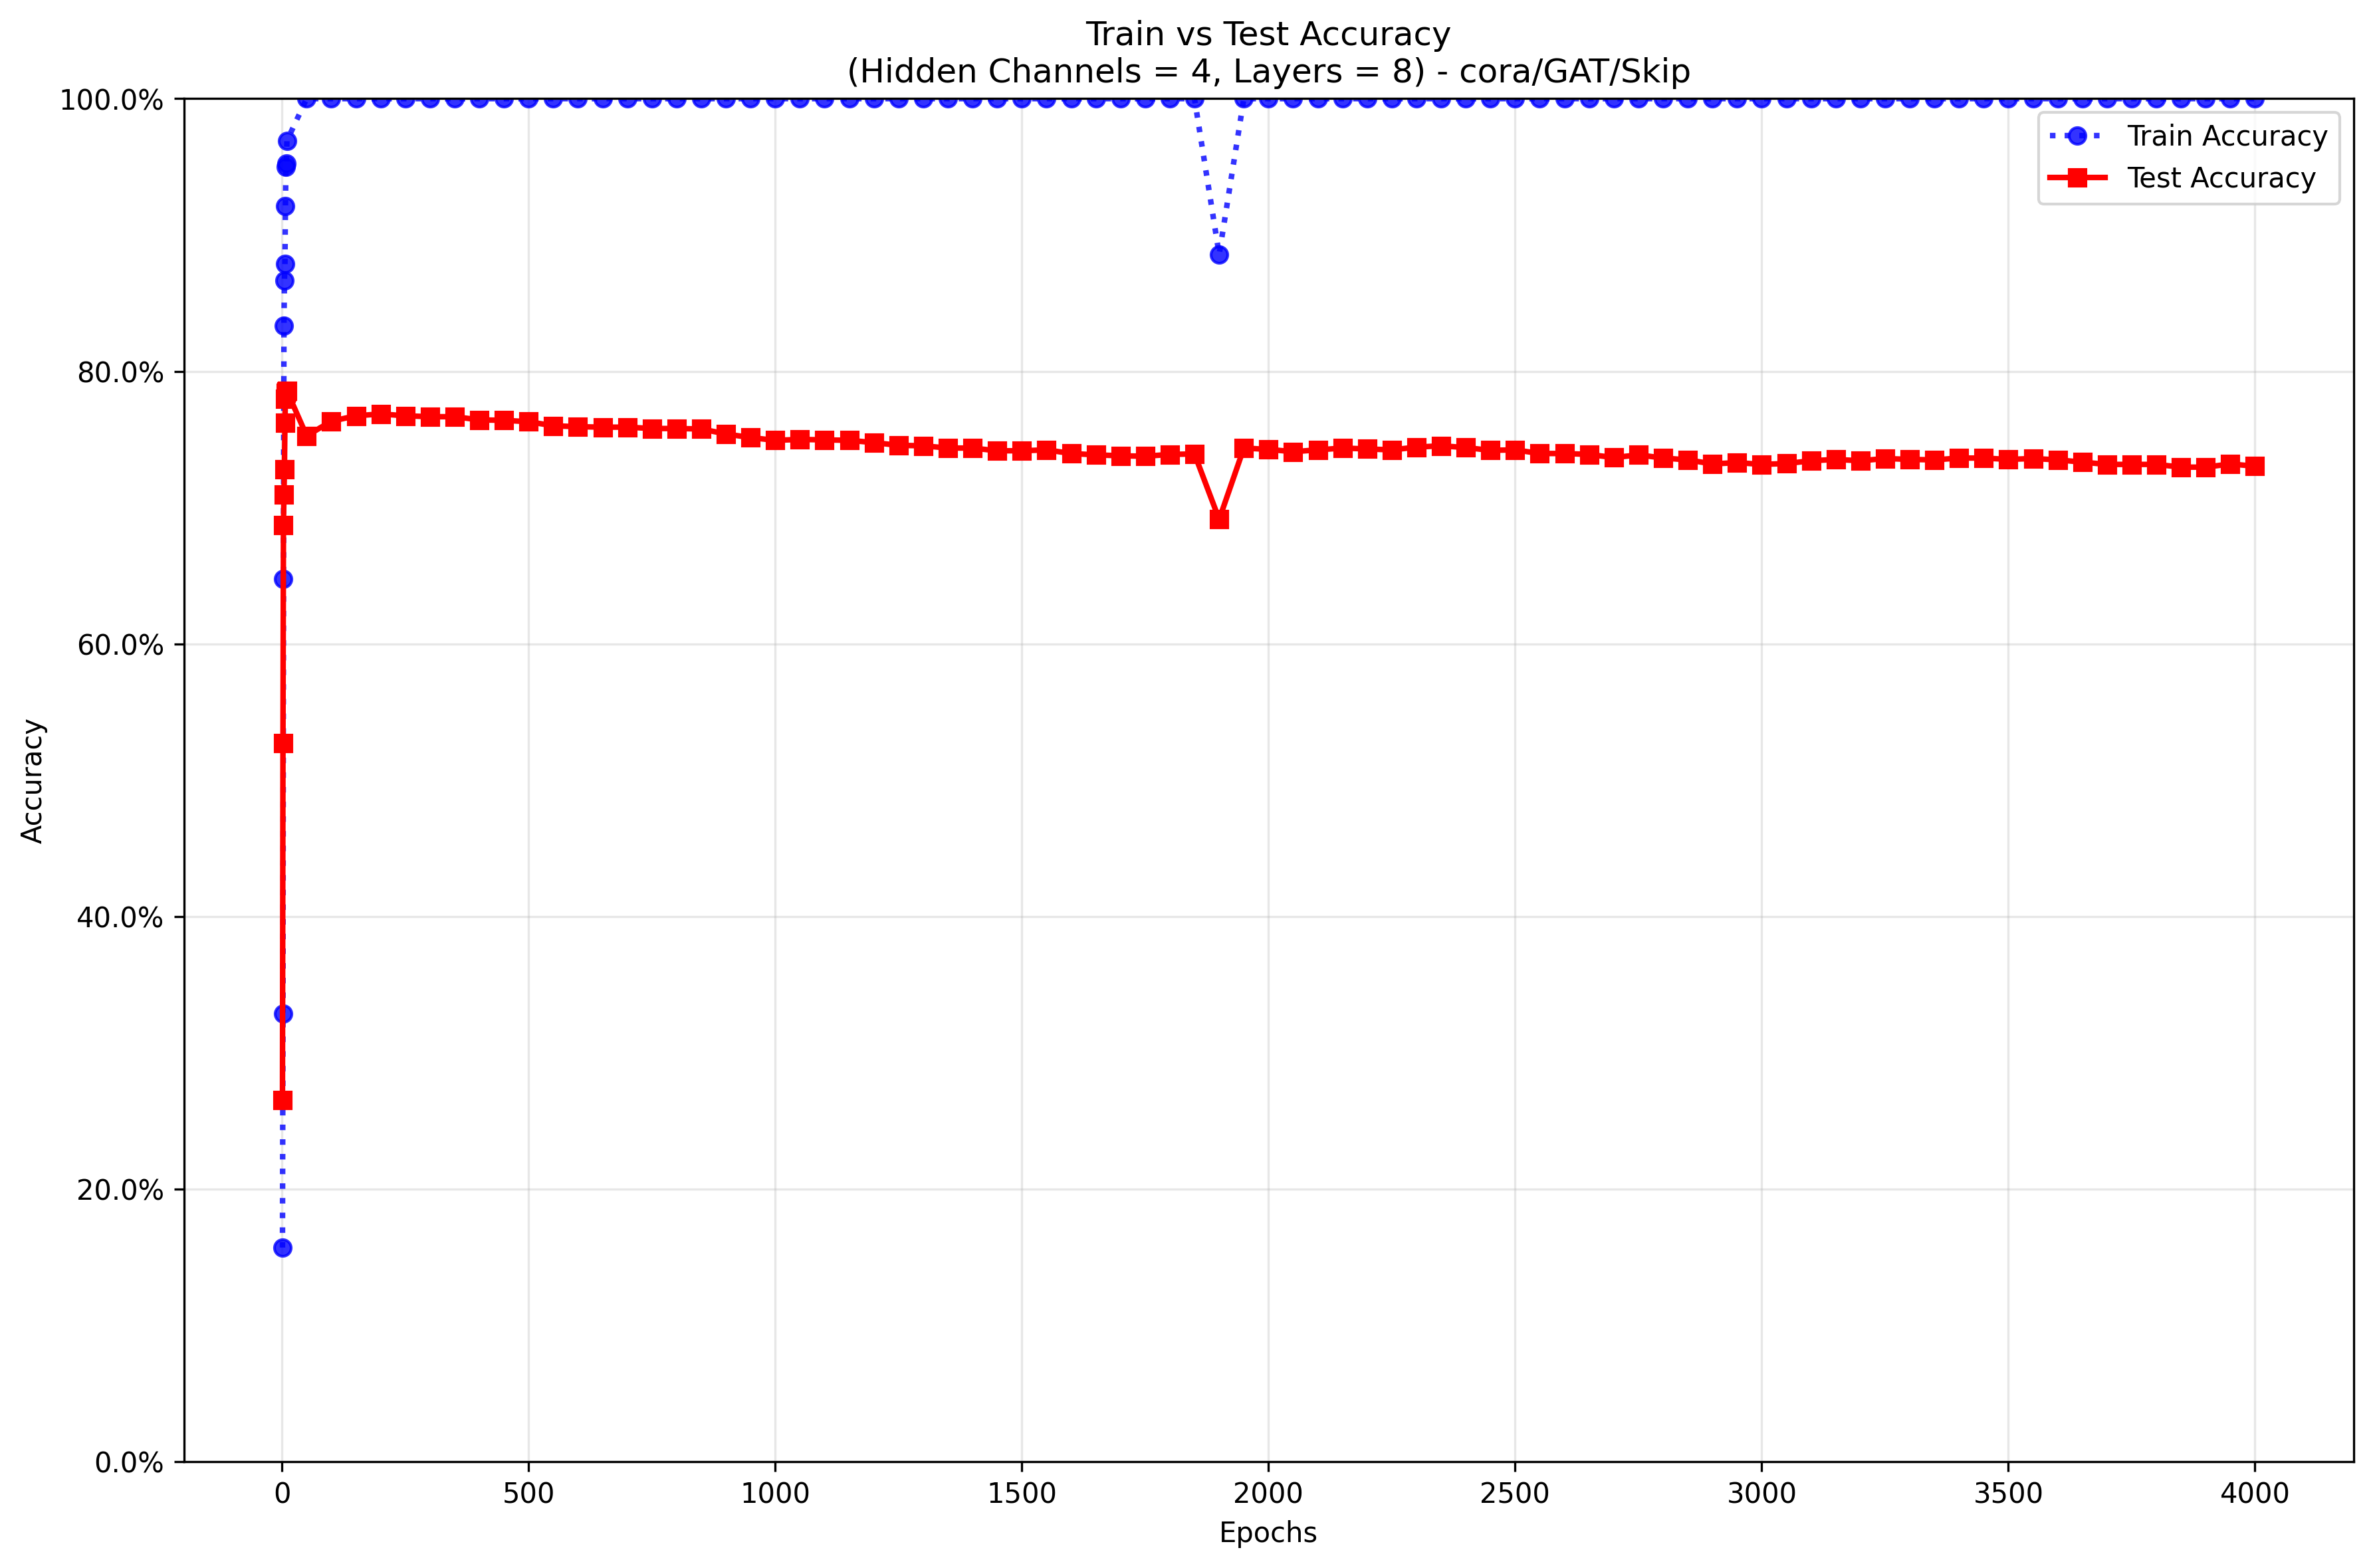 Train vs Test Accuracy
(Hidden Channels = 4, Layers = 8) - cora/GAT/Skip
100.0%
80.0%
60.0%
40.0%
20.0%
0.0%
Accuracy
Train Accuracy
Test Accuracy
0 500 1000 1500 2000 2500 3000 3500 4000
Epochs